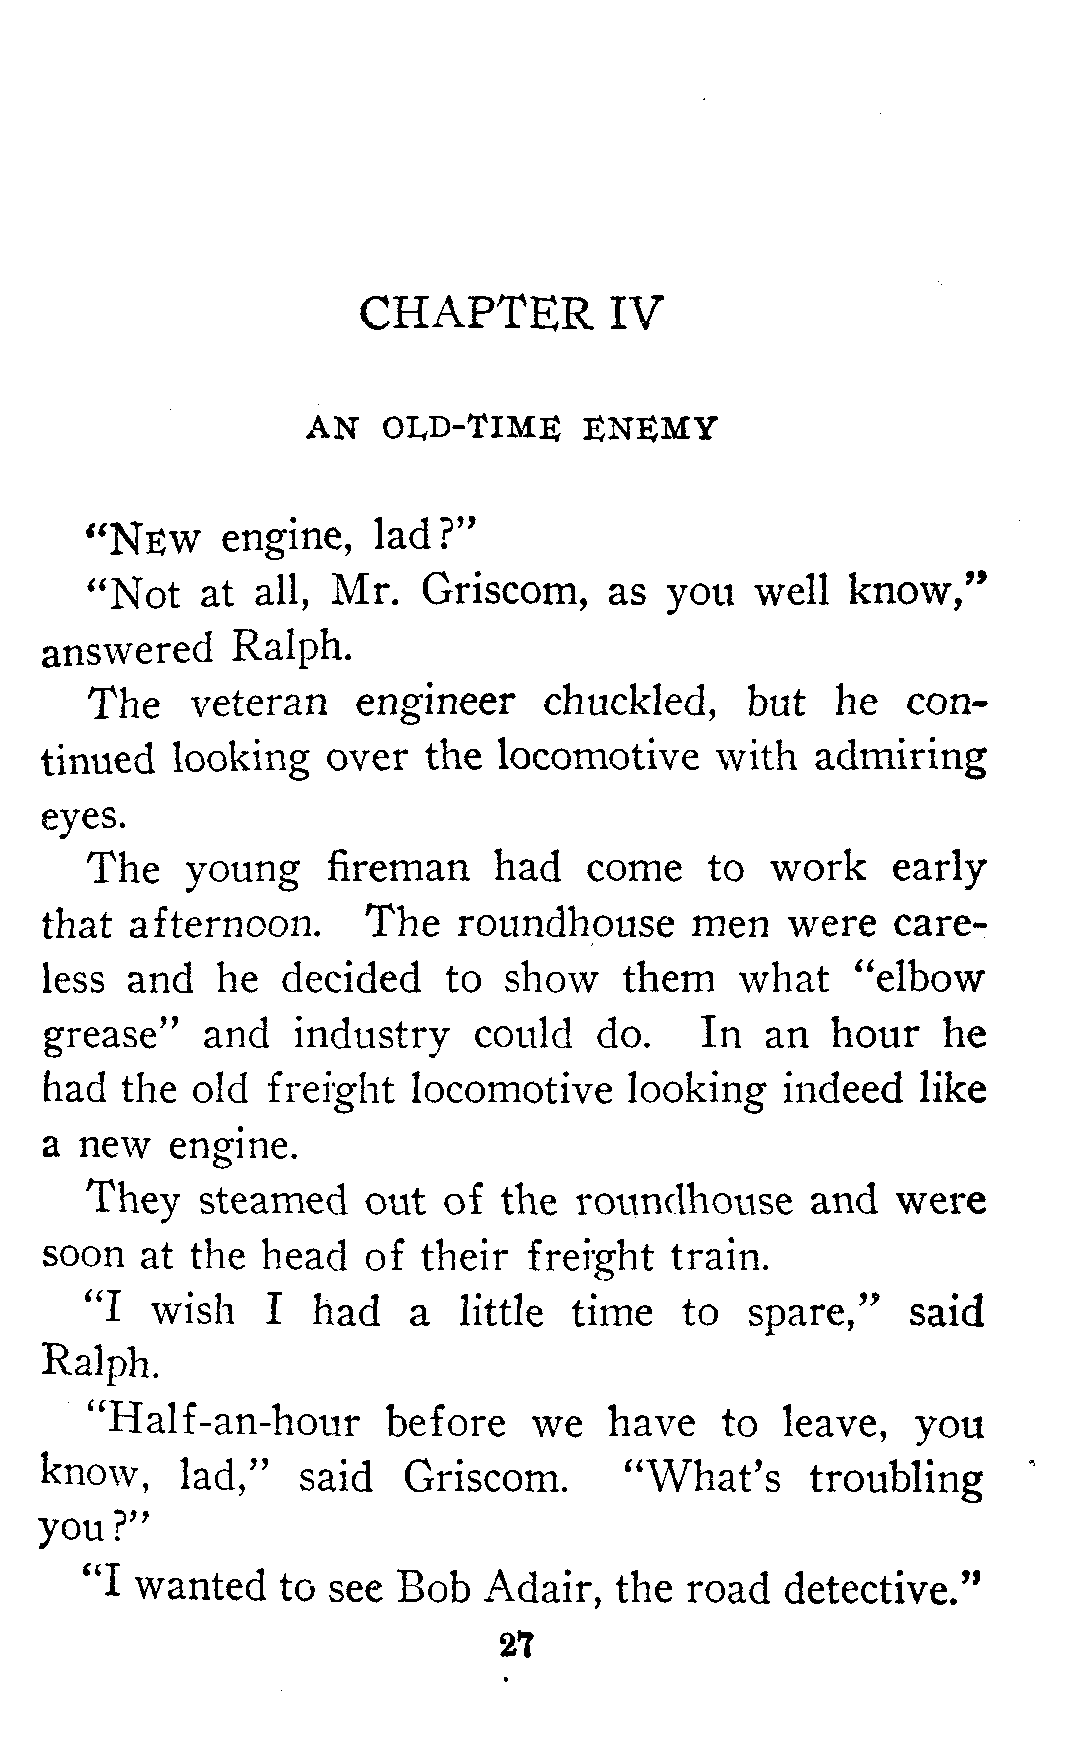 CHAPTER IV
AN OLD-TIME ENEMY
“NEW engine, lad?”
“Not at all, Mr. Griscom, as you well know,”
answered Ralph.
The veteran engineer chuckled, but he con-
tinued looking over the locomotive with admiring
eyes.
The young fireman had come to work early
that afternoon. The roundhouse men were care-
less and he decided to show them what “elbow
grease” and industry could do. In an hour he
had the old freight locomotive looking indeed like
a new engine.
They steamed out of the roundhouse and were
soon at the head of their freight train.
“I wish I had a little time to spare,” said
Ralph.
“Half-an-hour before we have to leave, you
know, lad,” said Griscom. “What’s troubling
you?”
“I wanted to see Bob Adair, the road detective.”
27